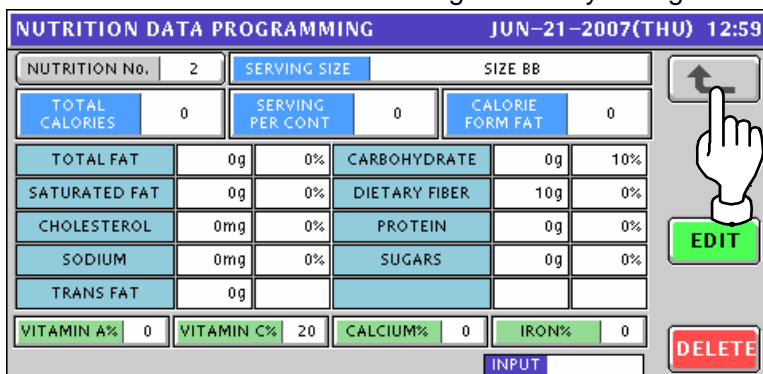 NUTRITION DATA PROGRAMMING JUN-21-2007(THU) 12:59
NUTRITION No. 2 SERVING SIZE SIZE BB
TOTAL CALORIES 0 SERVING PER CONT 0 CALORIE FORM FAT 0
TOTAL FAT 0g 0% CARBOHYDRATE 0g 10%
SATURATED FAT 0g 0% DIETARY FIBER 10g 0%
CHOLESTEROL 0mg 0% PROTEIN 0g 0%
EDIT
SODIUM 0mg 0% SUGARS 0g 0%
TRANS FAT 0g
VITAMIN A% 0 VITAMIN C% 20 CALCIUM% 0 IRON% 0
DELETE
INPUT